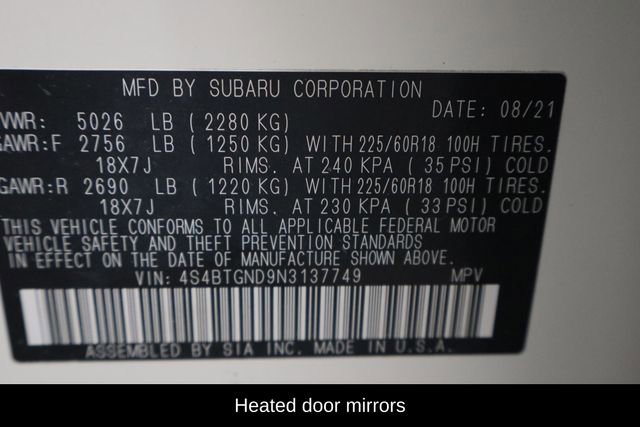 MFD BY SUBARU CORPORATION
DATE: 08/21
VWR: 5026 LB ( 2280 KG)
GAWR:F 2756 LB ( 1250 KG) WITH 225/60R18 100H TIRES.
18X7J RIMS. AT 240 KPA ( 35 PSI) COLD
GAWR:R 2690 LB ( 1220 KG) WITH 225/60R18 100H TIRES.
18X7J RIMS. AT 230 KPA ( 33 PSI) COLD
THIS VEHICLE CONFORMS TO ALL APPLICABLE FEDERAL MOTOR
VEHICLE SAFETY AND THEFT PREVENTION STANDARDS
IN EFFECT ON THE DATE OF MANUFACTURE SHOWN ABOVE.
VIN: 4S4BTGND9N3137749 MPV
ASSEMBLED BY SIA INC. MADE IN U.S.A.
Heated door mirrors